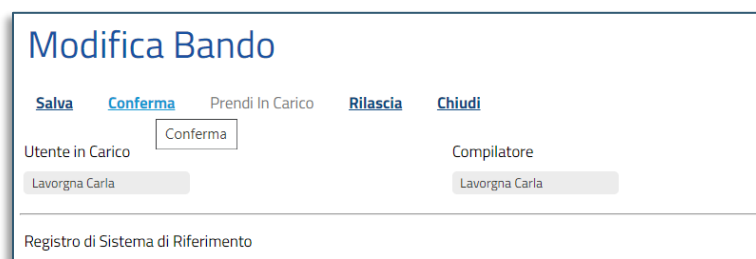 Modifica Bando
Salva Conferma Prendi In Carico Rilascia Chiudi
Conferma
Utente in Carico Compilatore
Lavorgna Carla Lavorgna Carla
Registro di Sistema di Riferimento